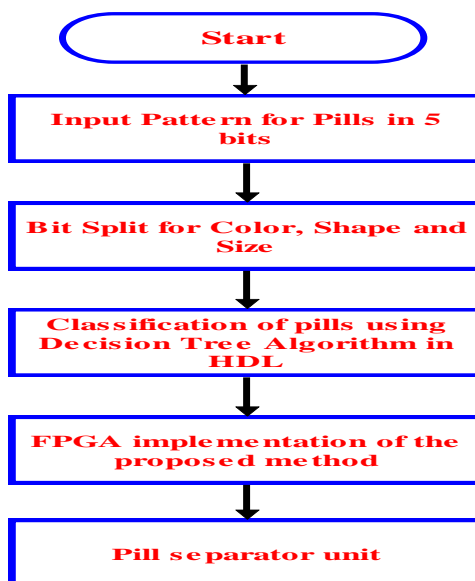 Start
Input Pattern for Pills in 5
bits
Bit Split for Color, Shape and
Size
Classification of pills using
Decision Tree Algorithm in
HDL
FPGA implementation of the
proposed method
Pill separator unit